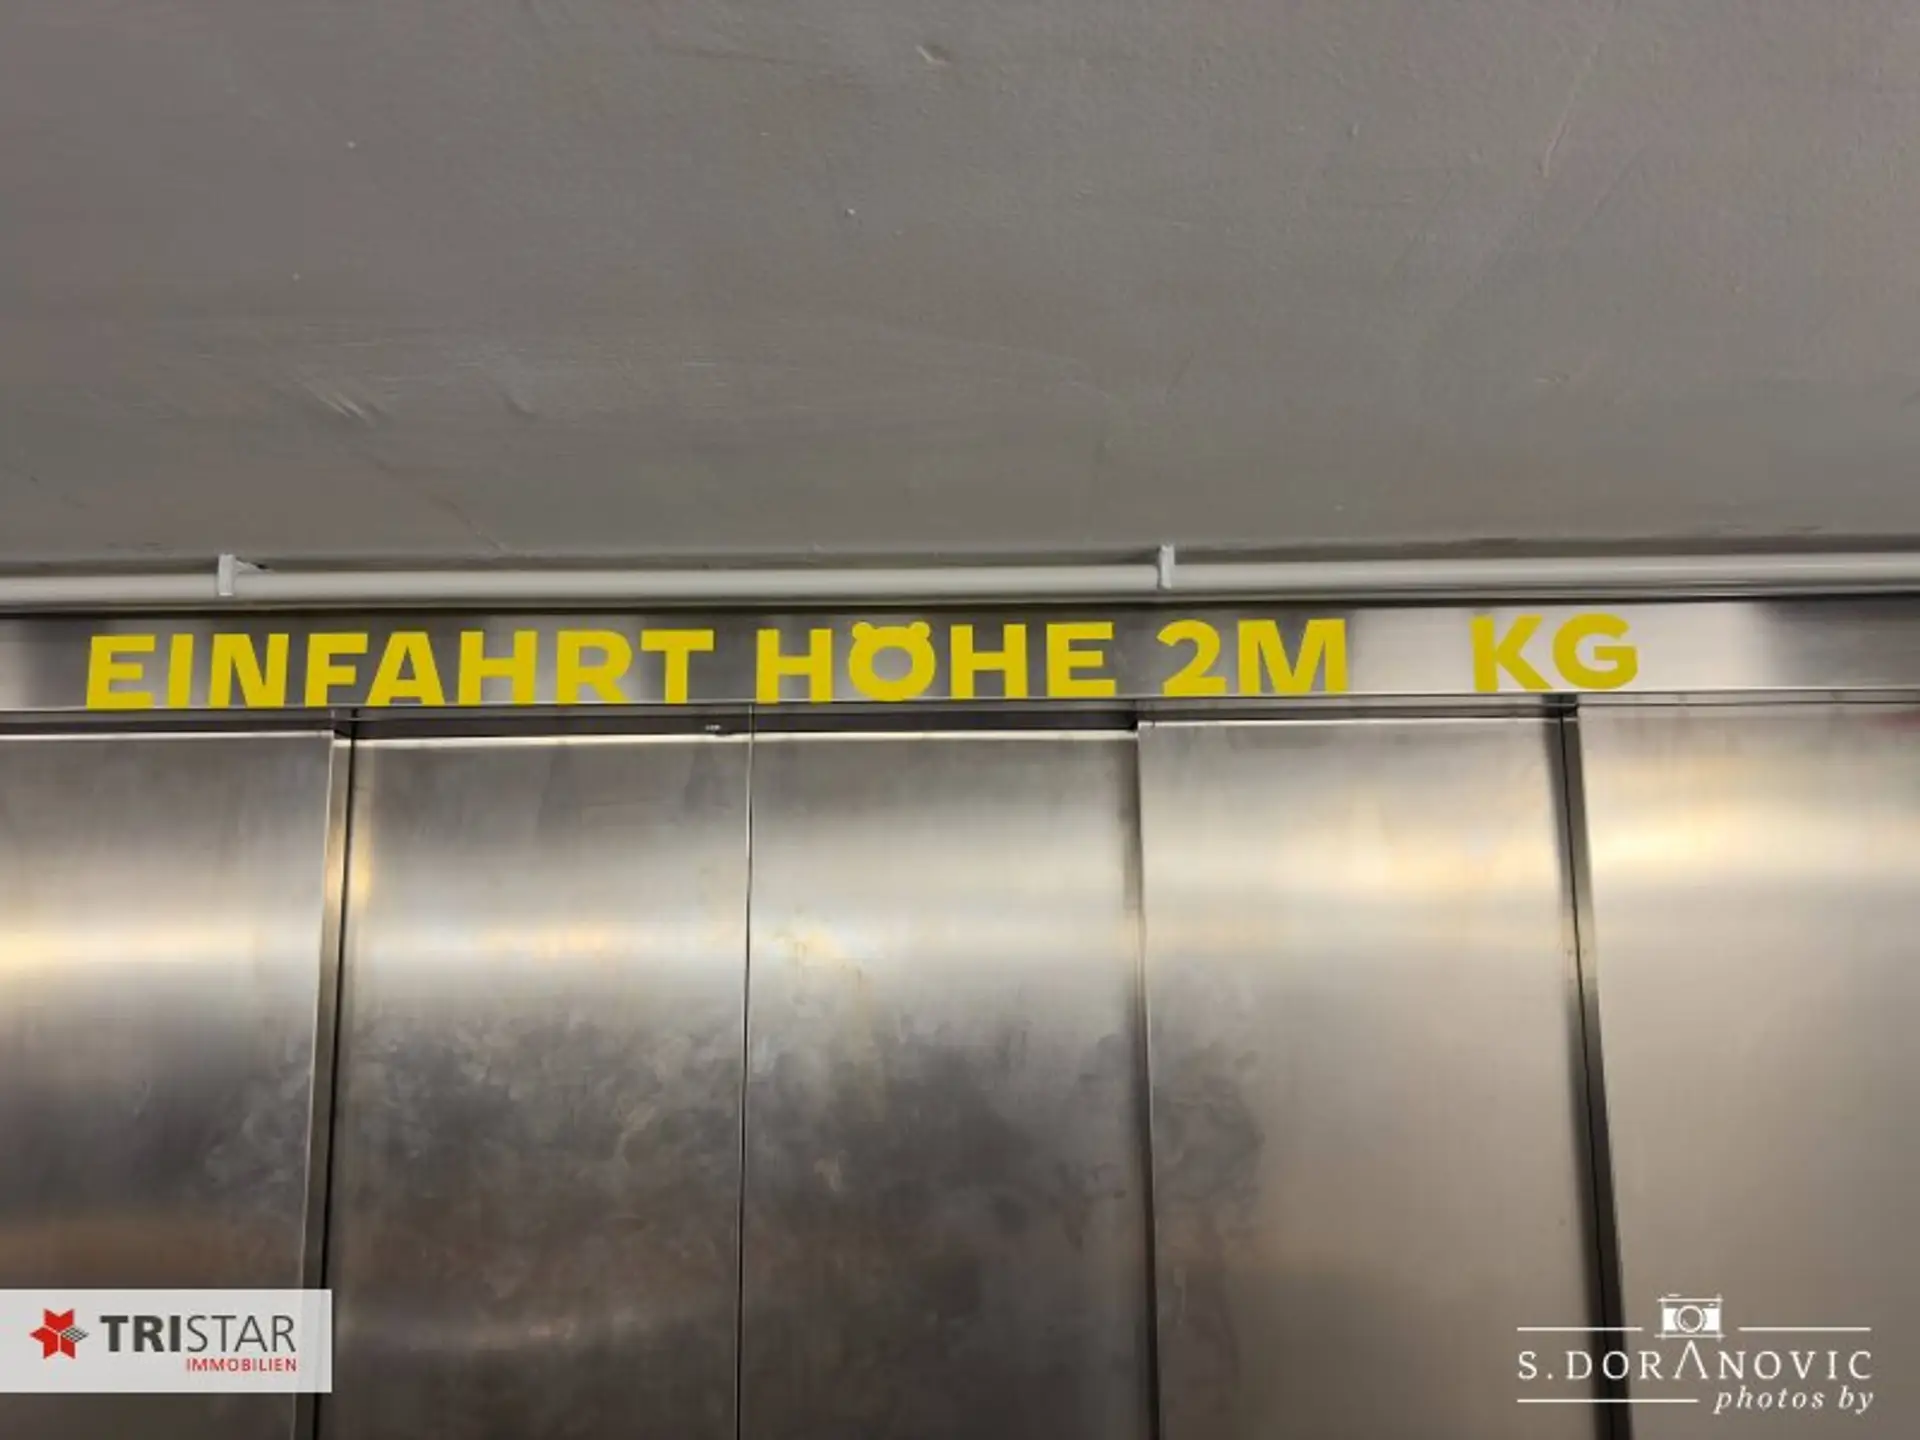 EINFAHRT HÖHE 2M KG
TRISTAR
IMMOBILIEN
S. DORANOVIC
photos by